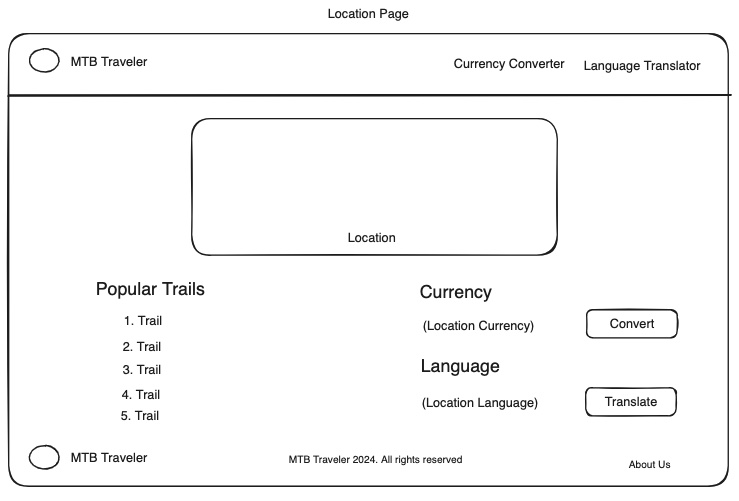 Location Page
MTB Traveler
Currency Converter
Language Translator
Location
Popular Trails
1. Trail
2. Trail
3. Trail
4. Trail
5. Trail
Currency
(Location Currency)
Convert
Language
(Location Language)
Translate
MTB Traveler
MTB Traveler 2024. All rights reserved
About Us